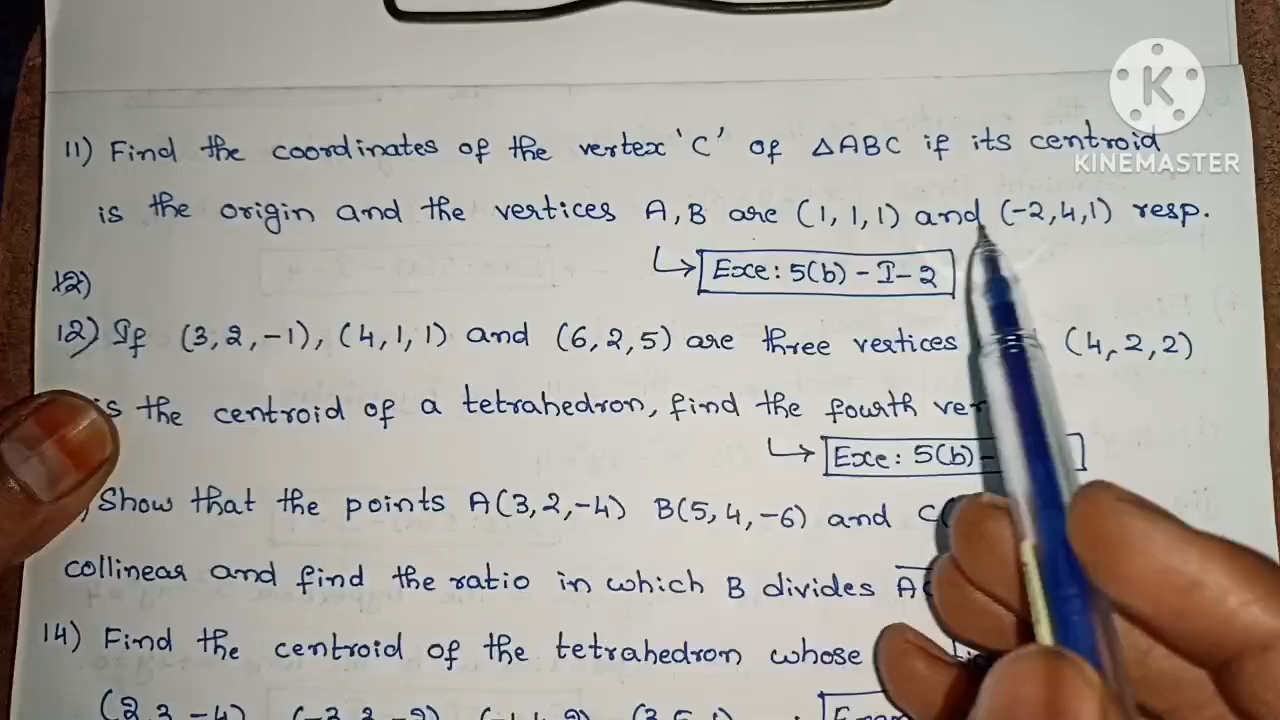 KINEMASTER
11) Find the coordinates of the vertex 'C' of ΔABC if its centroid
is the origin and the vertices A, B are (1, 1, 1) and (-2, 4, 1) resp.
Exe: 5(b) - I - 2
12)
12) If (3, 2, -1), (4, 1, 1) and (6, 2, 5) are three vertices (4, 2, 2)
is the centroid of a tetrahedron, find the fourth
Exe: 5(b) -
Show that the points A(3, 2, -4) B(5, 4, -6) and C(
collinear and find the ratio in which B divides
14) Find the centroid of the tetrahedron whose